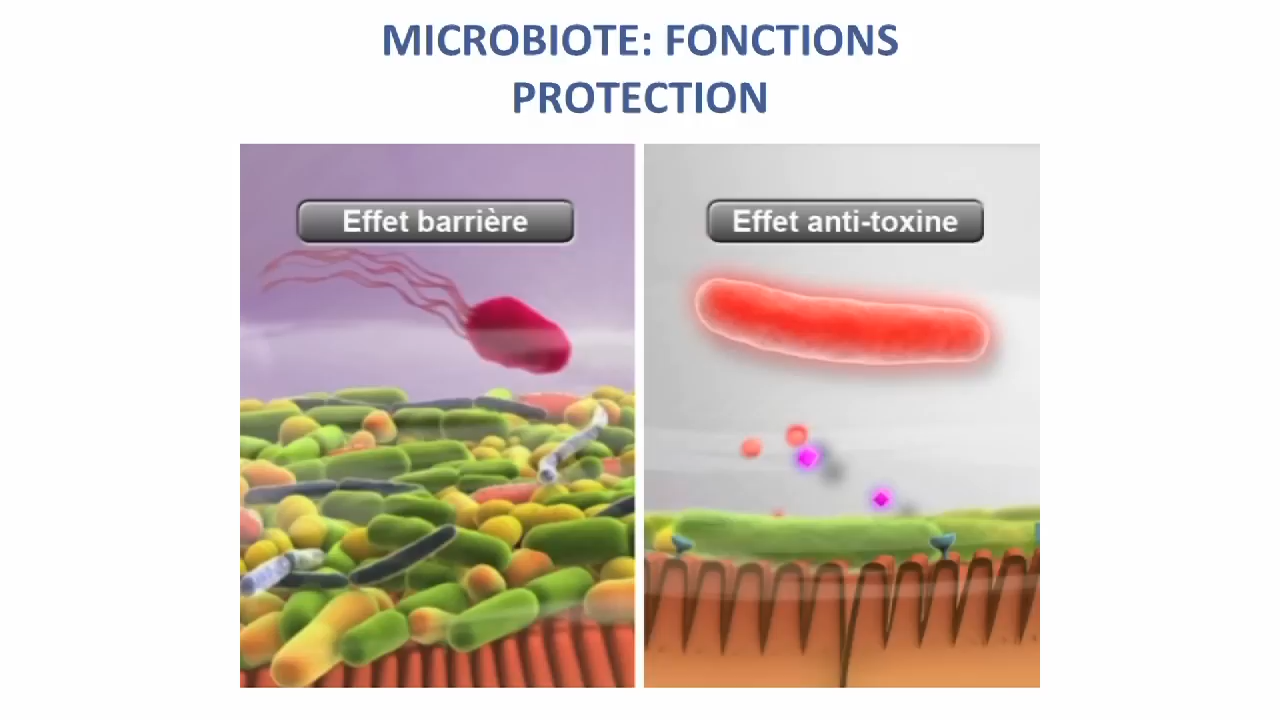 MICROBIOTE: FONCTIONS
PROTECTION
Effet barrière
Effet anti-toxine